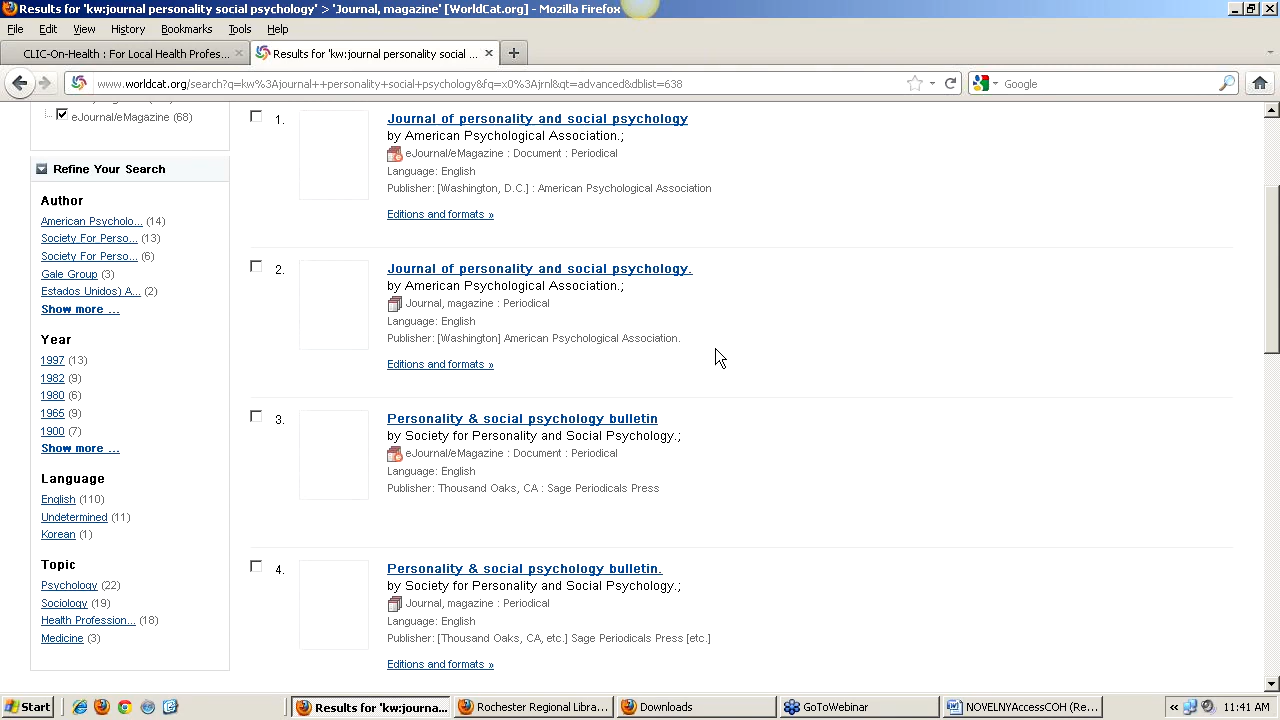 Results for 'kw:journal personality social psychology' > 'Journal, magazine' [WorldCat.org] - Mozilla Firefox
File Edit View History Bookmarks Tools Help
CLIC-On-Health : For Local Health Profes...
Results for 'kw:journal personality social ...
www.worldcat.org/search?q=kw%3Ajournal++personality+social+psychology&fq=x0%3Ajrnl&qt=advanced&dblist=638
Google
eJournal/eMagazine (68)
Refine Your Search
Author
American Psycholo... (14)
Society For Perso... (13)
Society For Perso... (6)
Gale Group (3)
Estados Unidos) A... (2)
Show more ...
Year
1997 (13)
1982 (9)
1980 (6)
1965 (9)
1900 (7)
Show more ...
Language
English (110)
Undetermined (11)
Korean (1)
Topic
Psychology (22)
Sociology (19)
Health Profession... (18)
Medicine (3)
1. Journal of personality and social psychology
by American Psychological Association.;
eJournal/eMagazine : Document : Periodical
Language: English
Publisher: [Washington, D.C.] : American Psychological Association
Editions and formats »
2. Journal of personality and social psychology.
by American Psychological Association.;
Journal, magazine : Periodical
Language: English
Publisher: [Washington] American Psychological Association.
Editions and formats »
3. Personality & social psychology bulletin
by Society for Personality and Social Psychology.;
eJournal/eMagazine : Document : Periodical
Language: English
Publisher: Thousand Oaks, CA : Sage Periodicals Press
4. Personality & social psychology bulletin.
by Society for Personality and Social Psychology.;
Journal, magazine : Periodical
Language: English
Publisher: [Thousand Oaks, CA, etc.] Sage Periodicals Press [etc.]
Editions and formats »
Start
Results for 'kw:journa...
Rochester Regional Libra...
Downloads
GoToWebinar
NOVELNYAccessCOH (Re...
11:41 AM